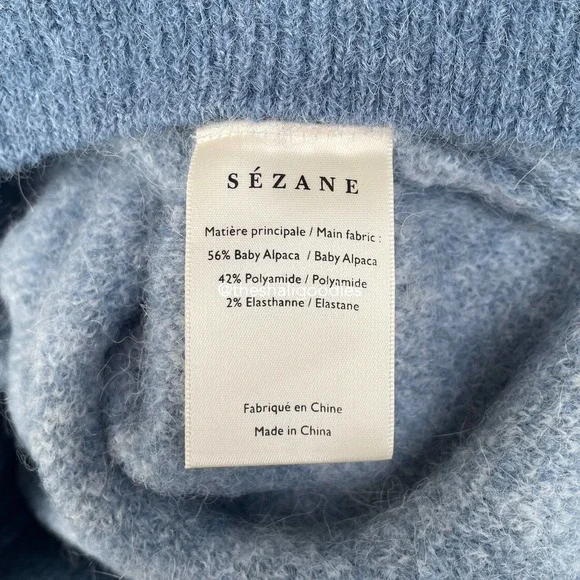 SÉZANE
Matière principale / Main fabric :
56% Baby Alpaca / Baby Alpaca
42% Polyamide / Polyamide
@theshairgoodies
2% Elasthanne / Elastane
Fabriqué en Chine
Made in China